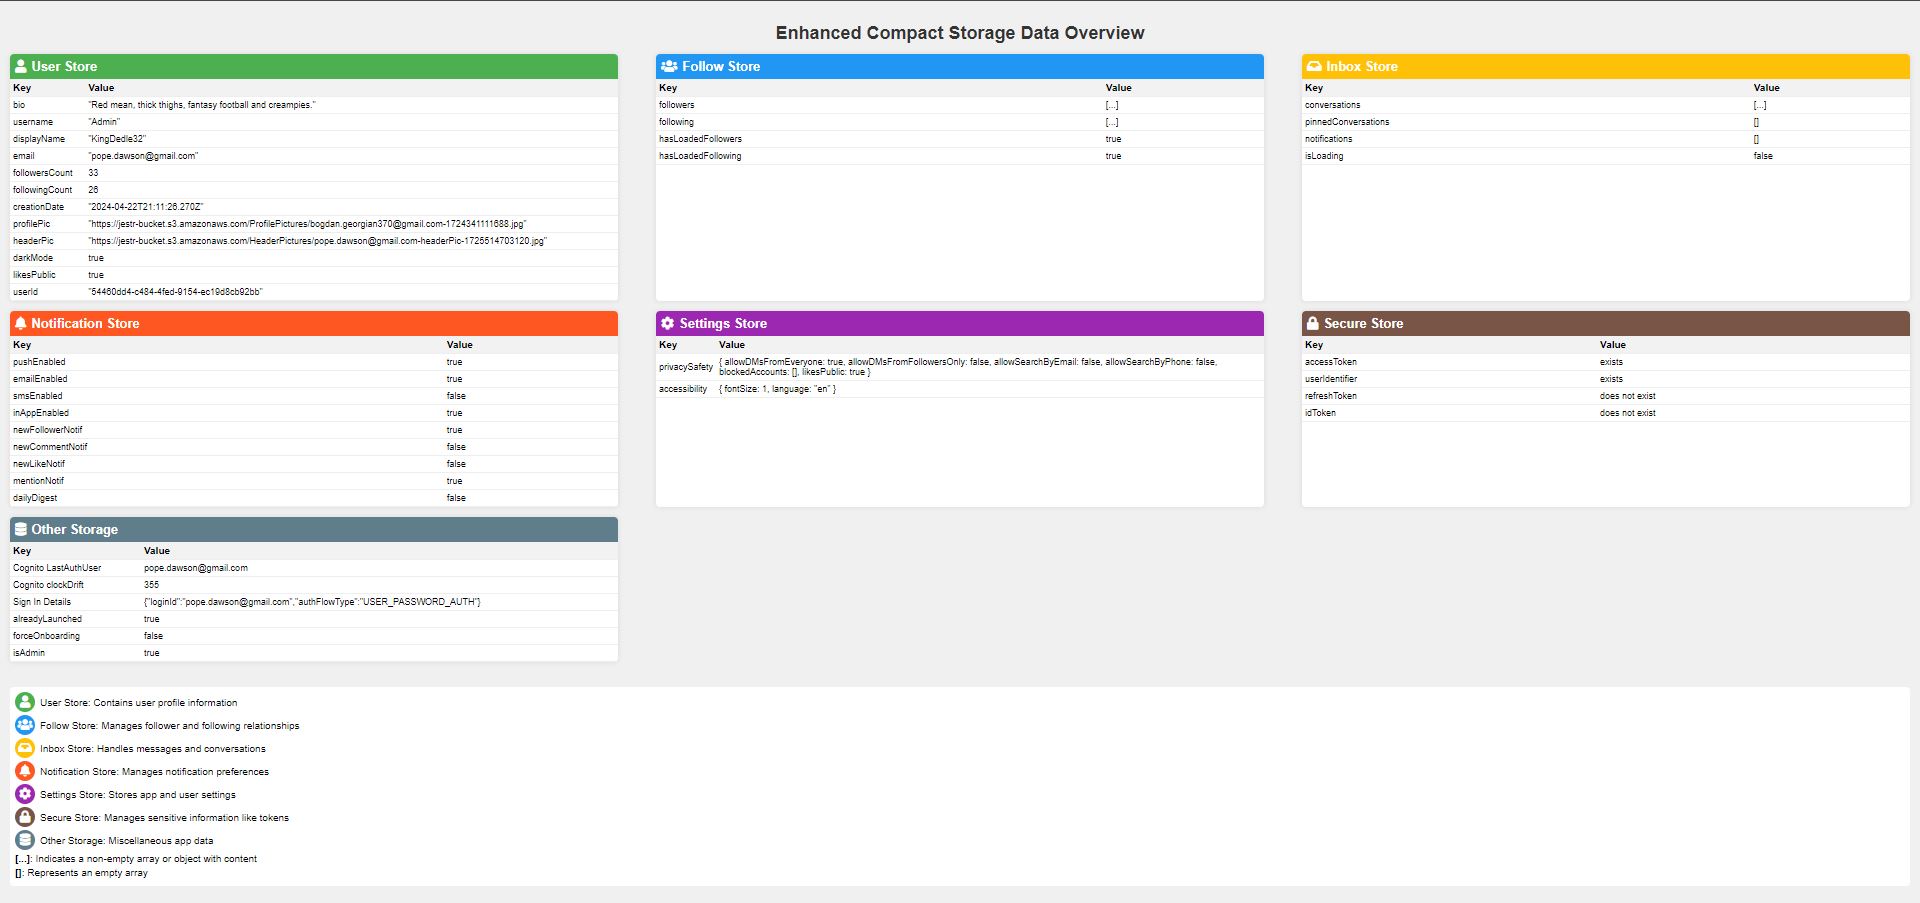 Enhanced Compact Storage Data Overview
User Store
Key Value
bio "Red mean, thick thighs, fantasy football and creampies."
username "Admin"
displayName "KingDedle32"
email "pope.dawson@gmail.com"
followersCount 33
followingCount 26
creationDate "2024-04-22T21:11:26.270Z"
profilePic "https://jestr-bucket.s3.amazonaws.com/ProfilePictures/bogdan.georgian370@gmail.com-1724341111688.jpg"
headerPic "https://jestr-bucket.s3.amazonaws.com/HeaderPictures/pope.dawson@gmail.com-headerPic-1725514703120.jpg"
darkMode true
likesPublic true
userId "54460dd4-c484-4fed-9154-ec19d8cb92bb"
Follow Store
Key Value
followers [...]
following [...]
hasLoadedFollowers true
hasLoadedFollowing true
Inbox Store
Key Value
conversations [...]
pinnedConversations []
notifications []
isLoading false
Notification Store
Key Value
pushEnabled true
emailEnabled true
smsEnabled false
inAppEnabled true
newFollowerNotif true
newCommentNotif false
newLikeNotif false
mentionNotif true
dailyDigest false
Settings Store
Key Value
privacySafety { allowDMsFromEveryone: true, allowDMsFromFollowersOnly: false, allowSearchByEmail: false, allowSearchByPhone: false,
blockedAccounts: [], likesPublic: true }
accessibility { fontSize: 1, language: "en" }
Secure Store
Key Value
accessToken exists
userIdentifier exists
refreshToken does not exist
idToken does not exist
Other Storage
Key Value
Cognito LastAuthUser pope.dawson@gmail.com
Cognito clockDrift 355
Sign In Details {"loginId":"pope.dawson@gmail.com","authFlowType":"USER_PASSWORD_AUTH"}
alreadyLaunched true
forceOnboarding false
isAdmin true
User Store: Contains user profile information
Follow Store: Manages follower and following relationships
Inbox Store: Handles messages and conversations
Notification Store: Manages notification preferences
Settings Store: Stores app and user settings
Secure Store: Manages sensitive information like tokens
Other Storage: Miscellaneous app data
[...]: Indicates a non-empty array or object with content
[]: Represents an empty array